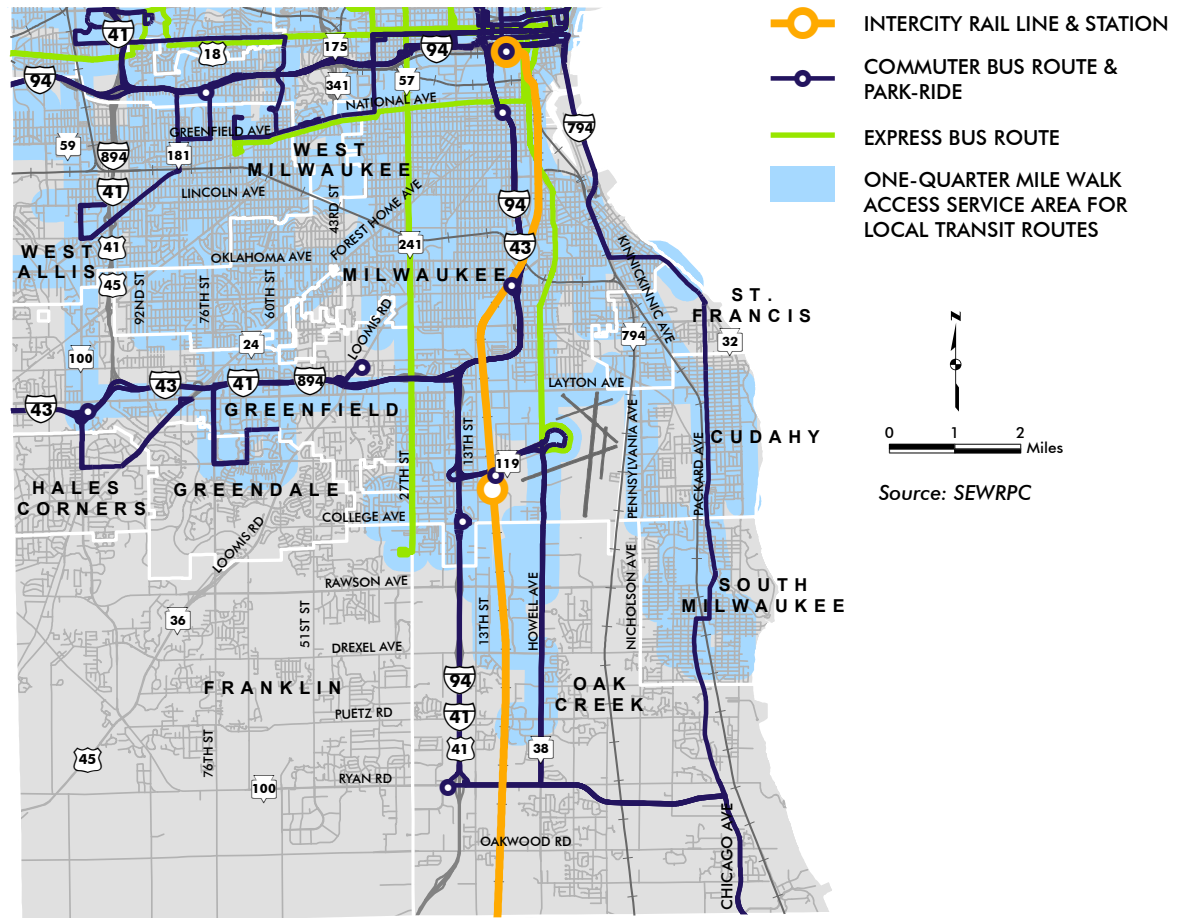 INTERCITY RAIL LINE & STATION
COMMUTER BUS ROUTE &
PARK-RIDE
EXPRESS BUS ROUTE
ONE-QUARTER MILE WALK
ACCESS SERVICE AREA FOR
LOCAL TRANSIT ROUTES
N
0 1 2
Miles
Source: SEWRPC
41
18
175
94
94
57
341
NATIONAL AVE
GREENFIELD AVE
794
59
894
181
WEST
MILWAUKEE
41
LINCOLN AVE
43RD ST
FOREST HOME AVE
94
WEST
ALLIS
41
OKLAHOMA AVE
241
43
KINNICKINNIC AVE
MILWAUKEE
45
92ND ST
76TH ST
60TH ST
LOOMIS RD
ST.
FRANCIS
794
32
24
100
43
41
894
LAYTON AVE
43
GREENFIELD
13TH ST
PENNSYLVANIA AVE
PACKARD AVE
CUDAHY
119
27TH ST
HALES
CORNERS
GREENDALE
COLLEGE AVE
LOOMIS RD
RAWSON AVE
13TH ST
HOWELL AVE
NICHOLSON AVE
SOUTH
MILWAUKEE
36
51ST ST
DREXEL AVE
FRANKLIN
94
OAK
CREEK
PUETZ RD
41
45
76TH ST
41
38
RYAN RD
100
OAKWOOD RD
CHICAGO AVE